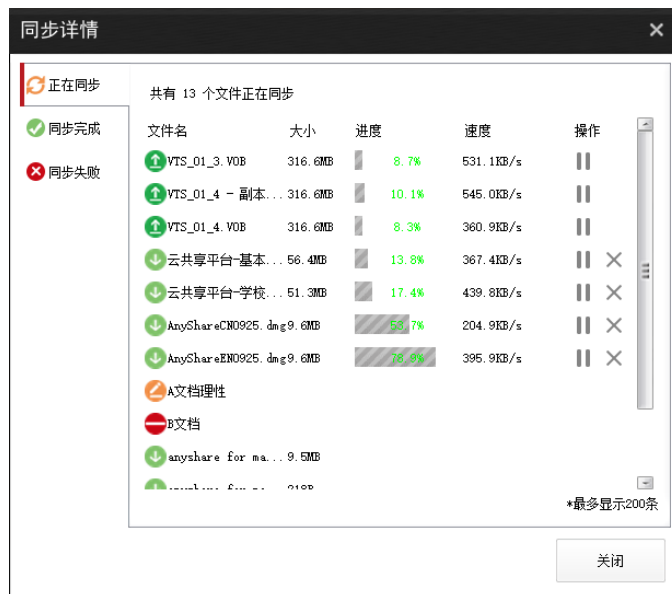 同步详情
正在同步
同步完成
同步失败
共有 13 个文件正在同步
文件名 大小 进度 速度 操作
VTS_01_3.VOB 316.6MB 8.7% 531.1KB/s
VTS_01_4 - 副本... 316.6MB 10.1% 545.0KB/s
VTS_01_4.VOB 316.6MB 8.3% 360.9KB/s
云共享平台-基本... 56.4MB 13.8% 367.4KB/s
云共享平台-学校... 51.3MB 17.4% 439.8KB/s
AnyShareCN0925.dmg 9.6MB 204.9KB/s
AnyShareEN0925.dmg 9.6MB 395.9KB/s
A文档理性
B文档
anyshare for ma... 9.5MB
*最多显示200条
关闭